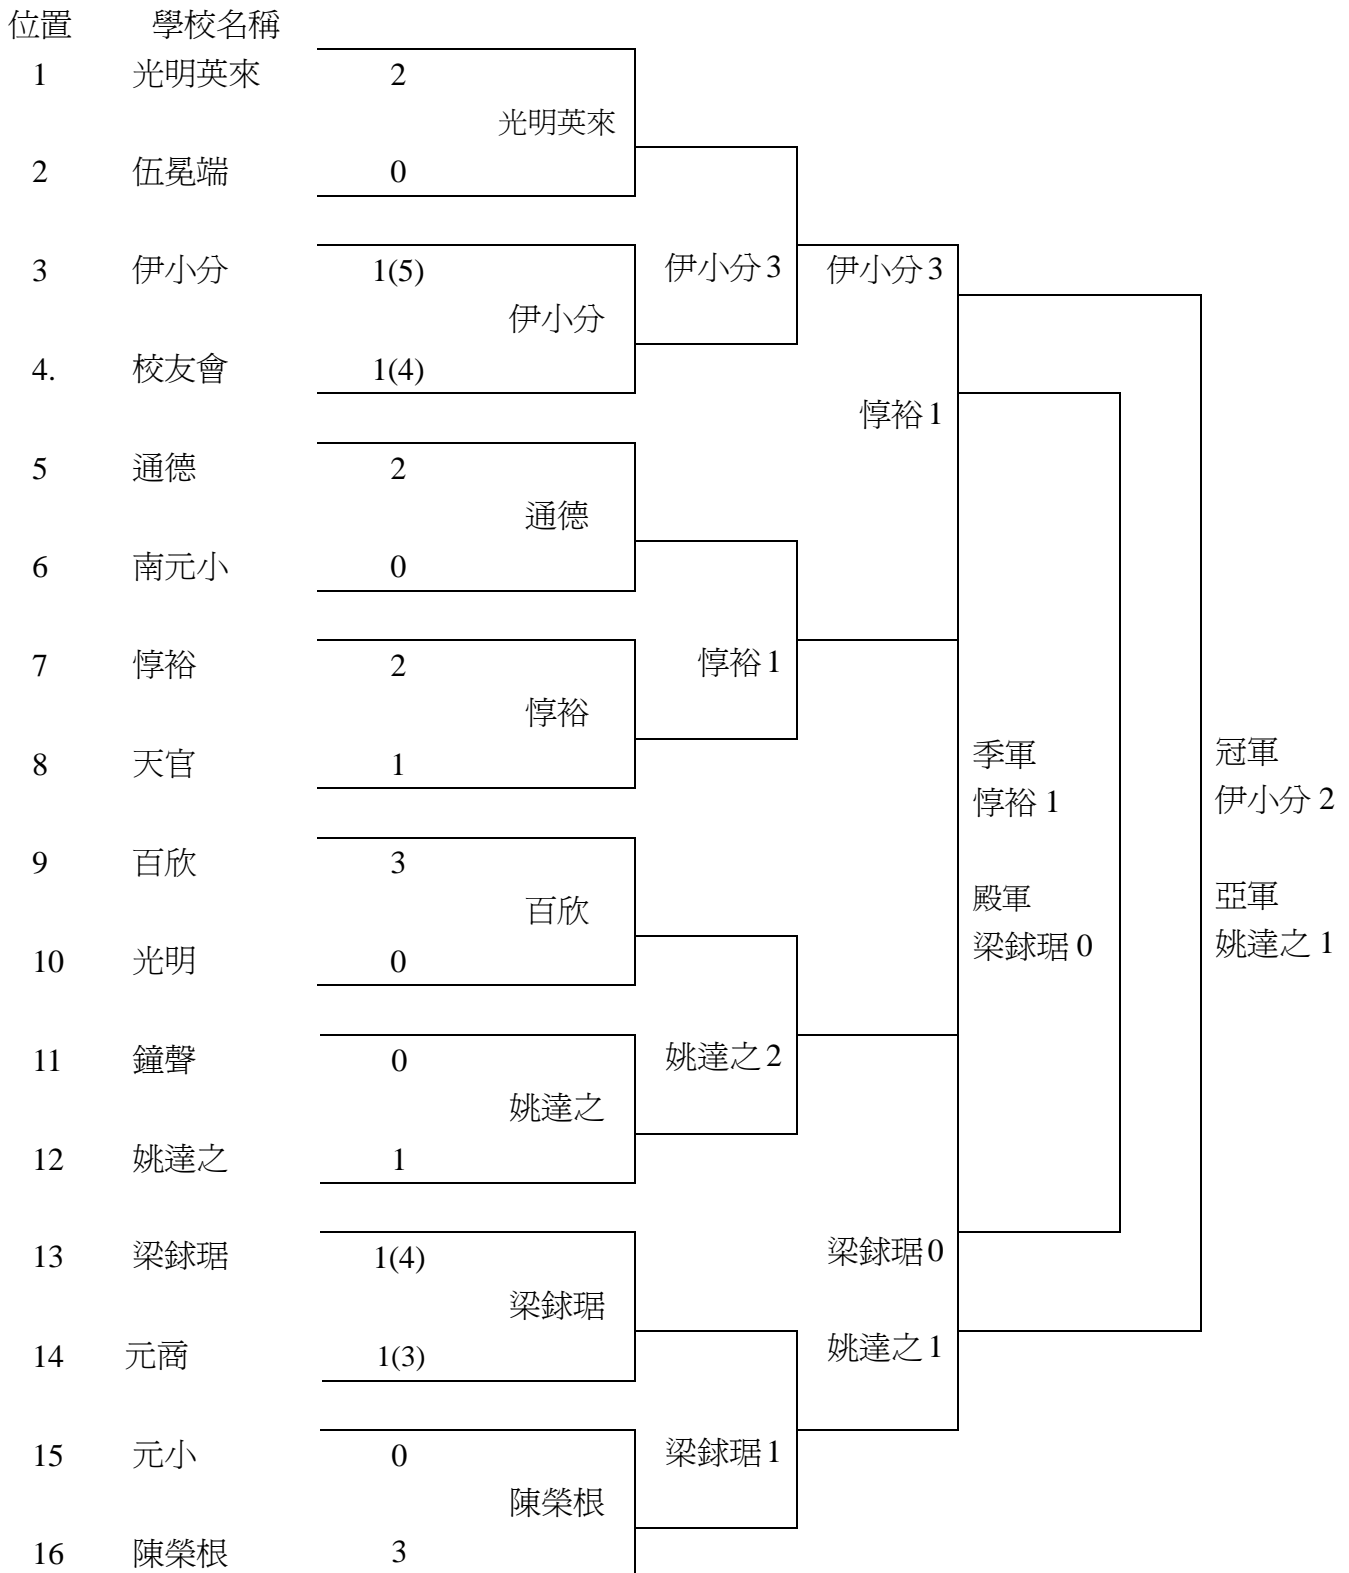 位置 學校名稱
1 光明英來 2
光明英來
2 伍冕端 0
3 伊小分 1(5) 伊小分 3 伊小分 3
伊小分
4. 校友會 1(4)
惇裕 1
5 通德 2
通德
6 南元小 0
7 惇裕 2 惇裕 1
惇裕
8 天官 1 季軍 冠軍
惇裕 1 伊小分 2
9 百欣 3
百欣 殿軍 亞軍
10 光明 0 梁銶琚 0 姚達之 1
11 鐘聲 0 姚達之 2
姚達之
12 姚達之 1
13 梁銶琚 1(4) 梁銶琚 0
梁銶琚
14 元商 1(3) 姚達之 1
15 元小 0 梁銶琚 1
陳榮根
16 陳榮根 3